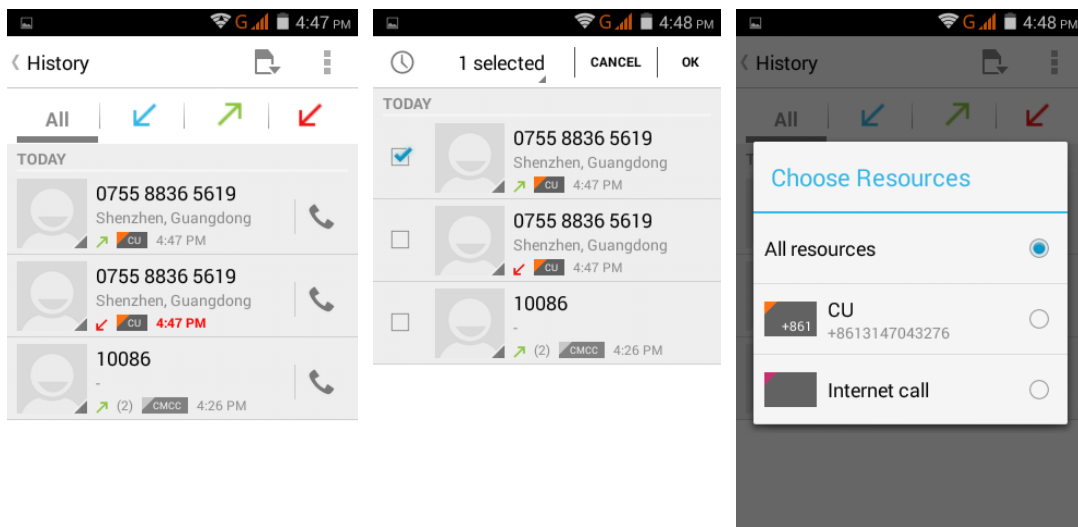 G 4:47 PM
History
All
TODAY
0755 8836 5619
Shenzhen, Guangdong
CU 4:47 PM
0755 8836 5619
Shenzhen, Guangdong
CU 4:47 PM
10086
-
(2) CMCC 4:26 PM
G 4:48 PM
1 selected CANCEL OK
TODAY
0755 8836 5619
Shenzhen, Guangdong
CU 4:47 PM
0755 8836 5619
Shenzhen, Guangdong
CU 4:47 PM
10086
-
(2) CMCC 4:26 PM
G 4:48 PM
History
All
T
Choose Resources
All resources
+861 CU
+8613147043276
Internet call